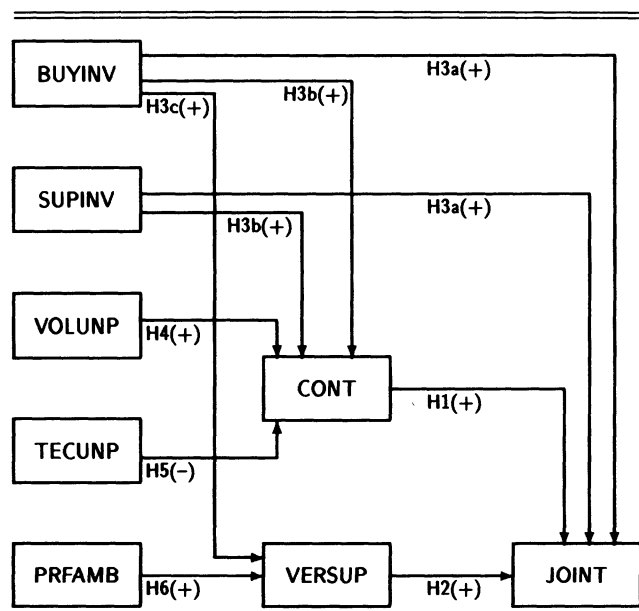 BUYINV
H3a(+)
H3b(+)
H3c(+)
SUPINV
H3a(+)
H3b(+)
VOLUNP
H4(+)
CONT
H1(+)
TECUNP
H5(-)
PRFAMB
H6(+)
VERSUP
H2(+)
JOINT